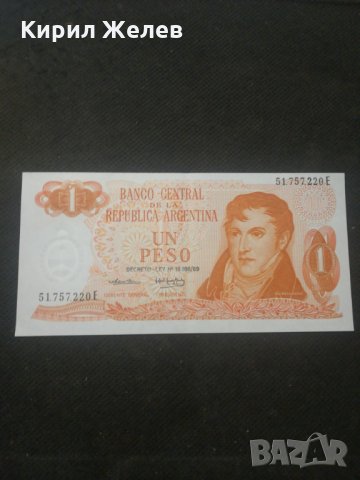 Кирил Желев
1
51.757.220 E
BANCO CENTRAL
DE LA
REPUBLICA ARGENTINA
UN
PESO
DECRETO-LEY Nº 18.188/69
51.757.220 E
1
BAZAR